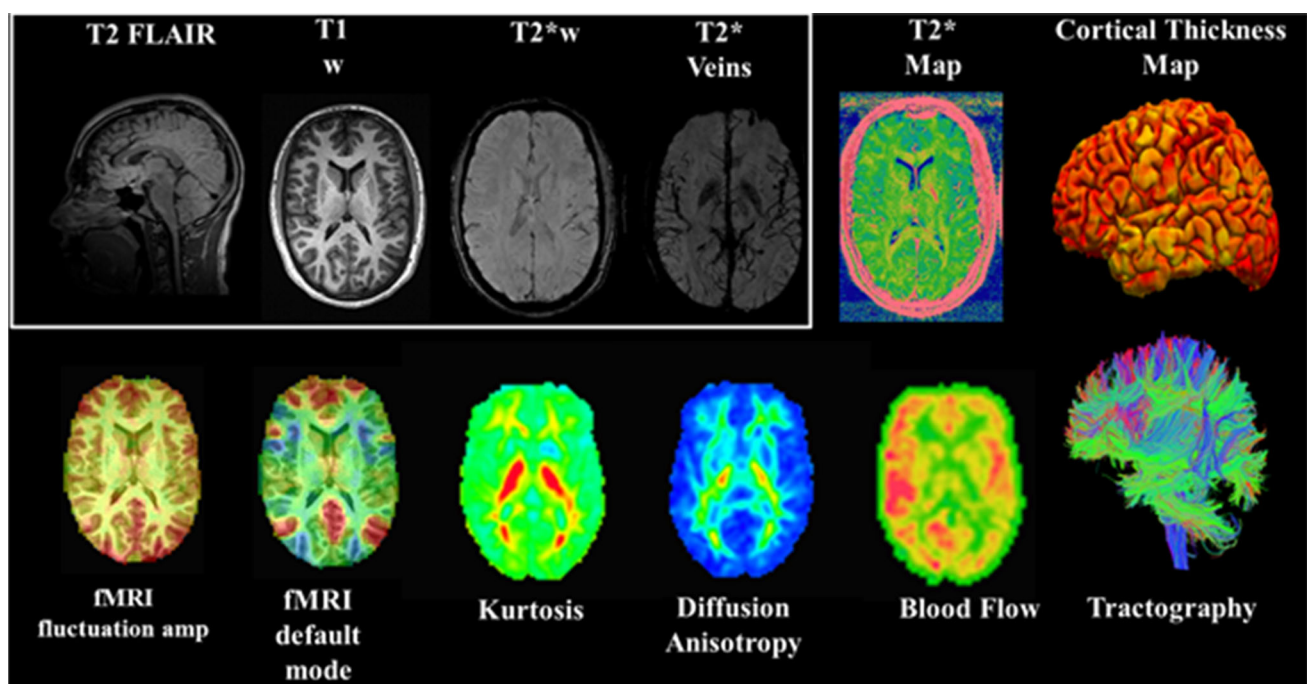 T2 FLAIR
T1
w
T2*w
T2*
Veins
T2*
Map
Cortical Thickness
Map
fMRI
fluctuation amp
fMRI
default
mode
Kurtosis
Diffusion
Anisotropy
Blood Flow
Tractography